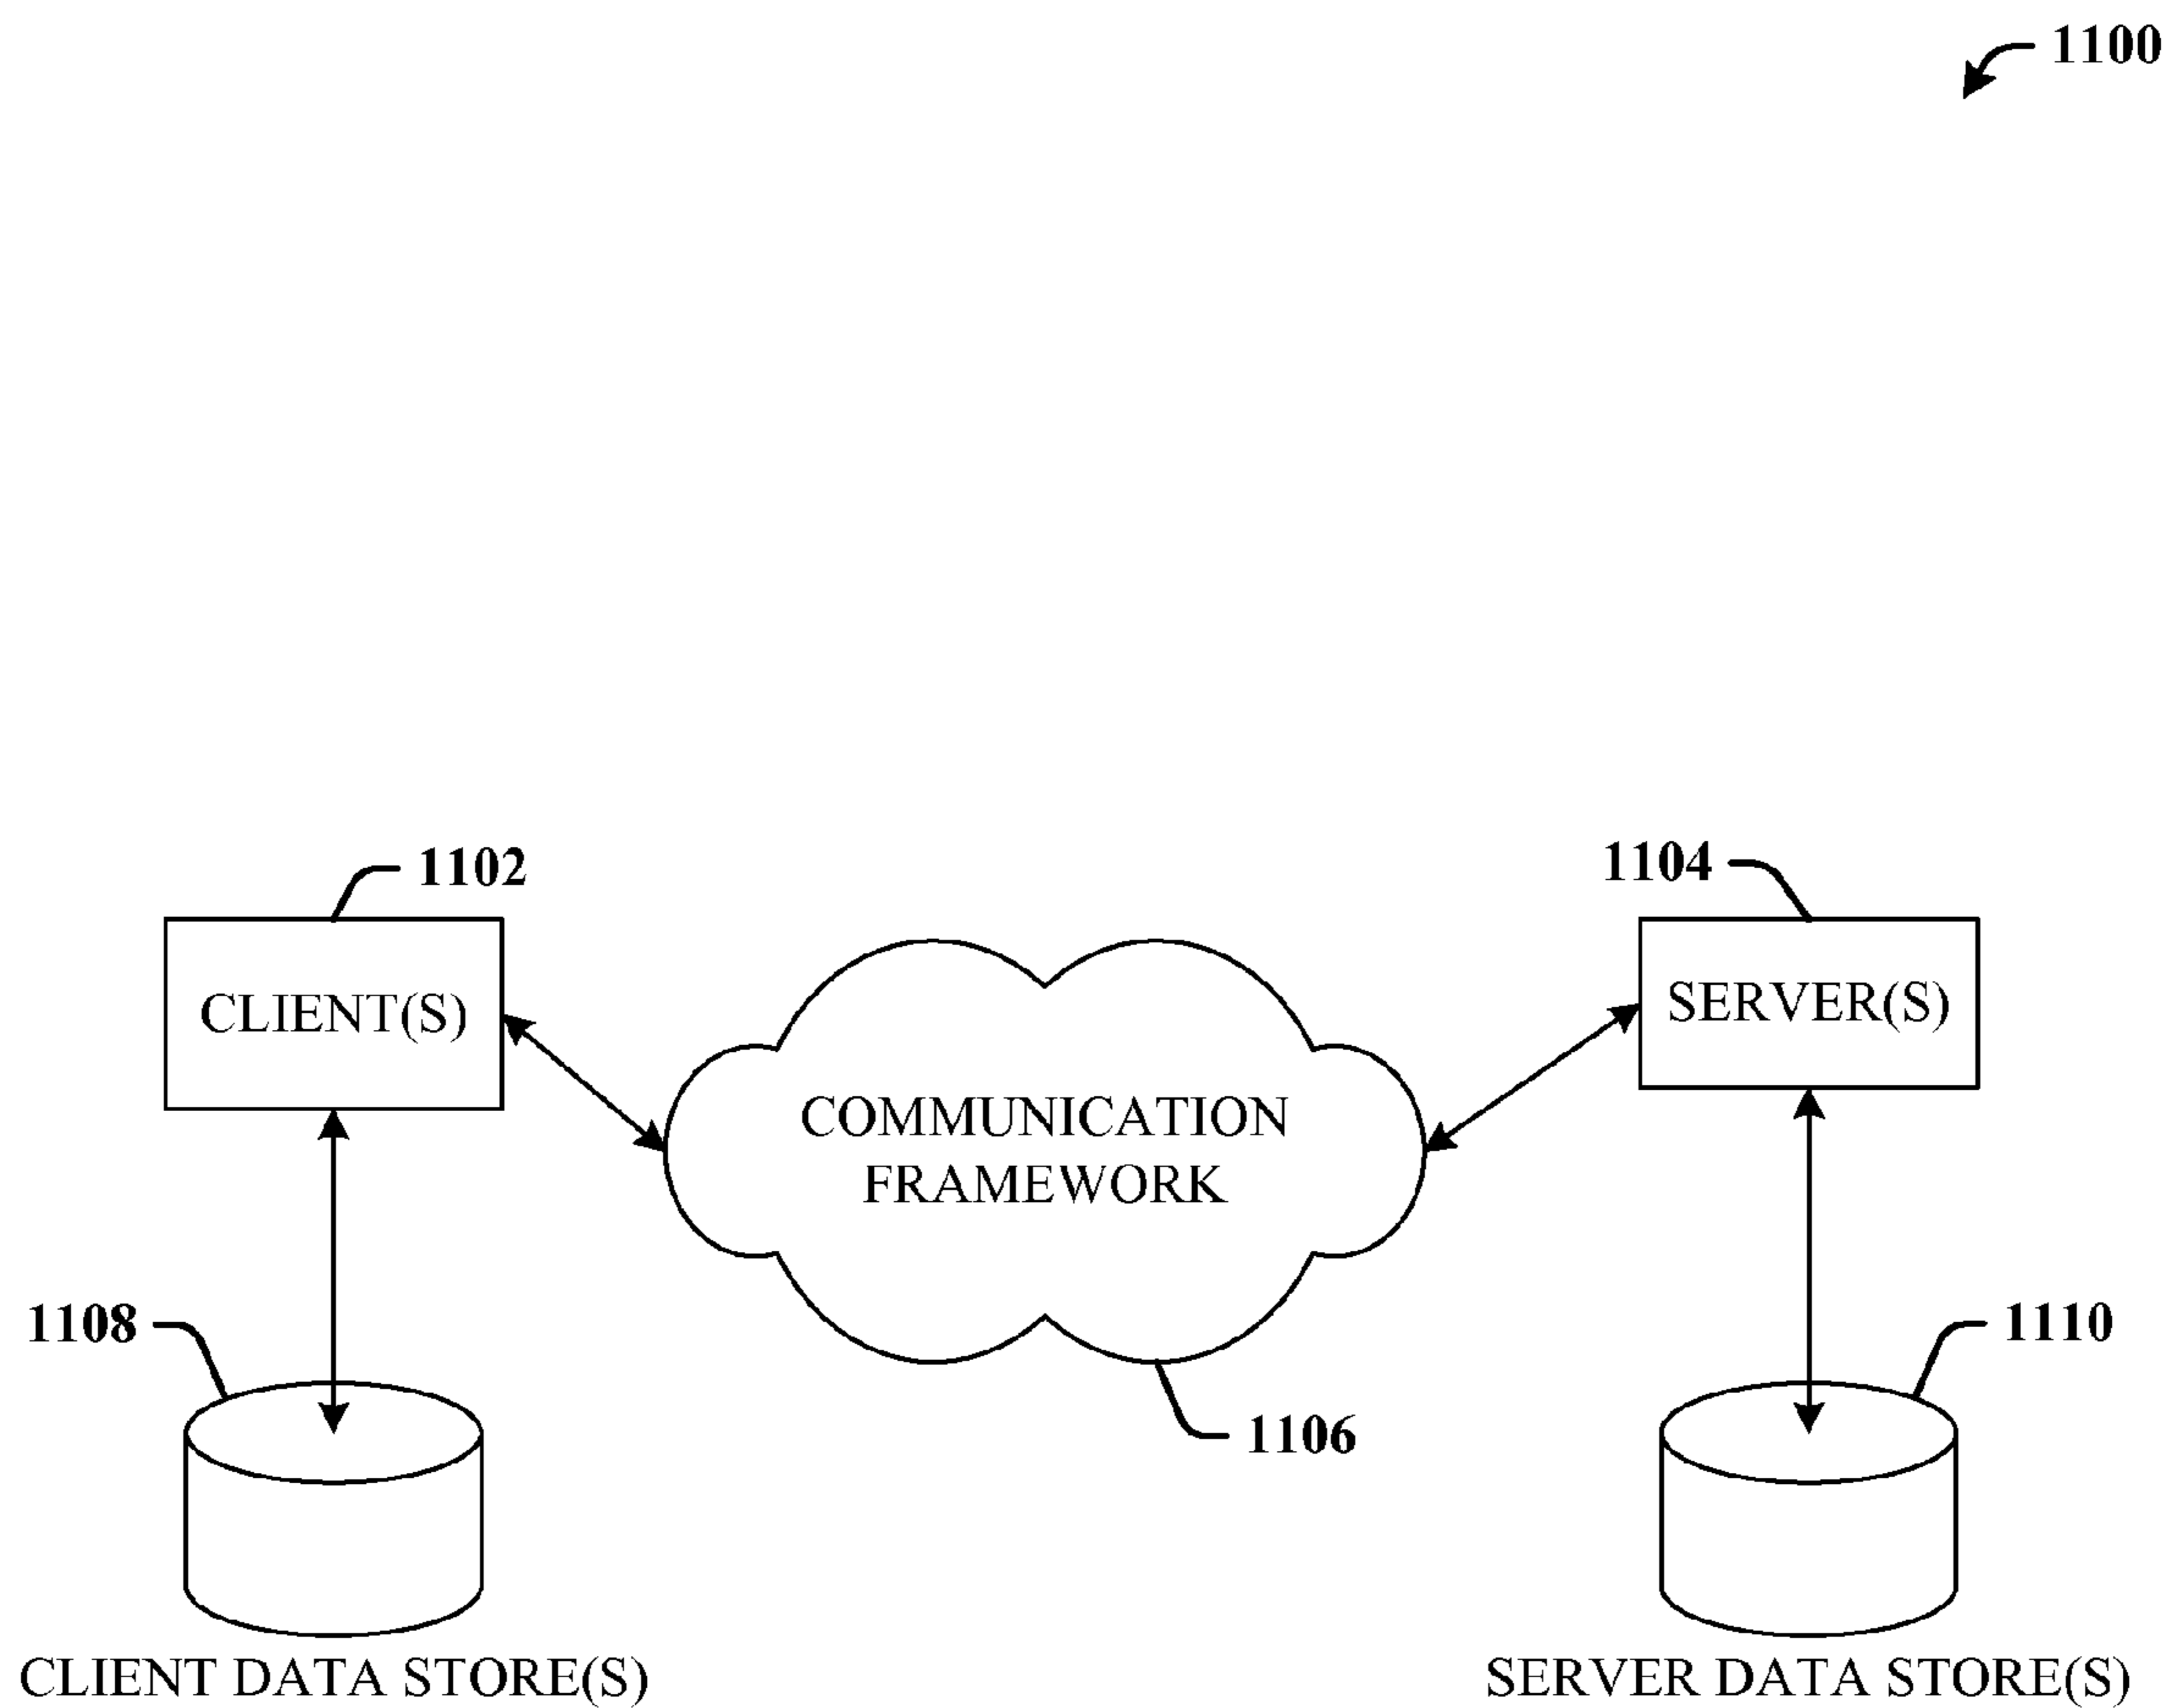 1100
1102
1104
CLIENT(S)
SERVER(S)
COMMUNICATION
FRAMEWORK
1108
1110
1106
CLIENT DATA STORE(S)
SERVER DATA STORE(S)